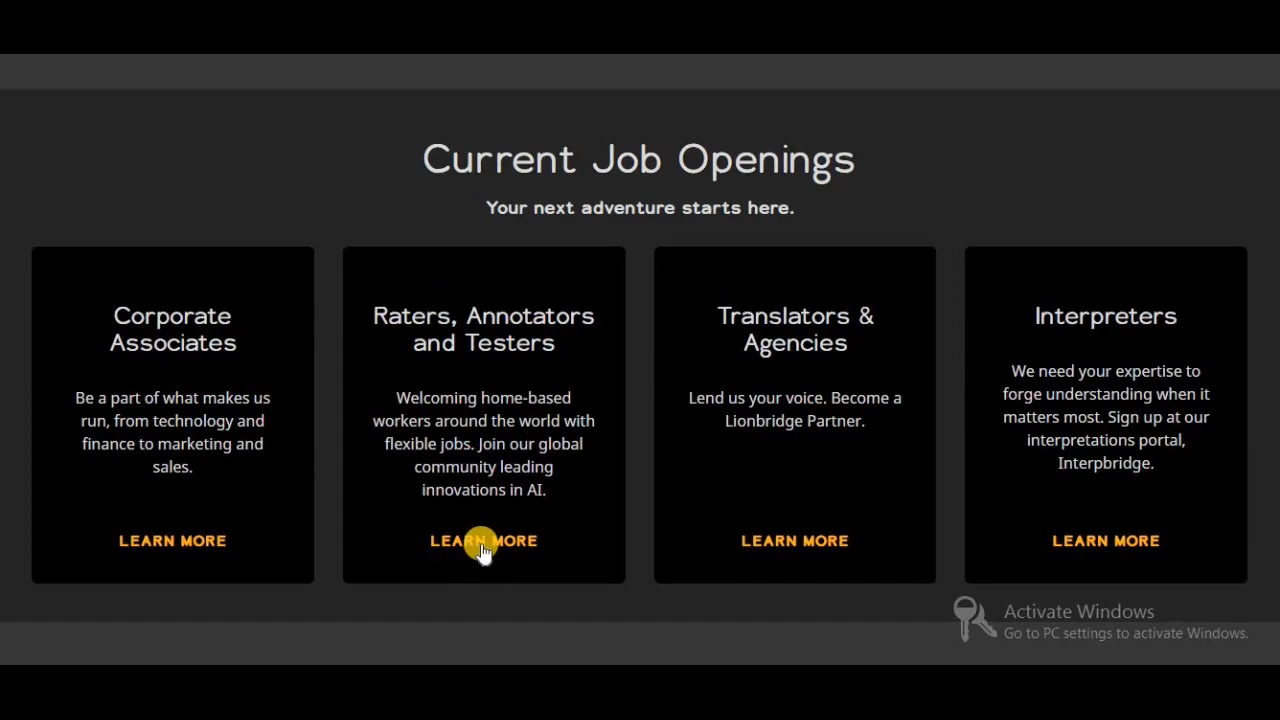 Current Job Openings
Your next adventure starts here.
Corporate
Associates
Be a part of what makes us
run, from technology and
finance to marketing and
sales.
LEARN MORE
Raters, Annotators
and Testers
Welcoming home-based
workers around the world with
flexible jobs. Join our global
community leading
innovations in AI.
LEARN MORE
Translators &
Agencies
Lend us your voice. Become a
Lionbridge Partner.
LEARN MORE
Interpreters
We need your expertise to
forge understanding when it
matters most. Sign up at our
interpretations portal,
Interpbridge.
LEARN MORE
Activate Windows
Go to PC settings to activate Windows.